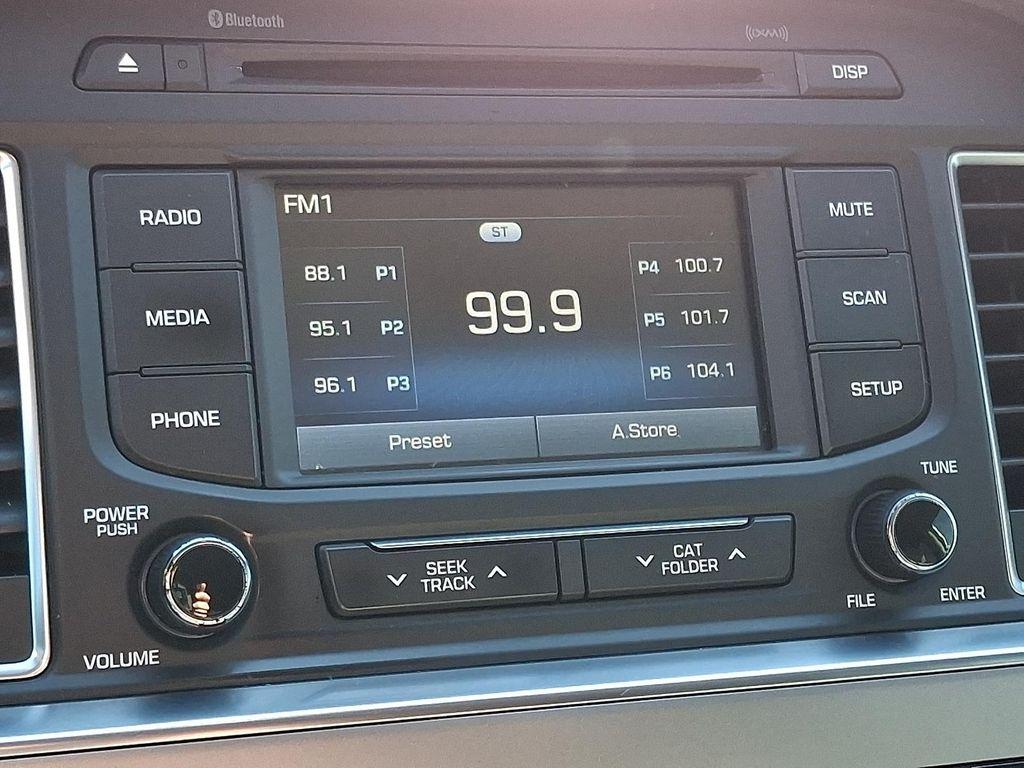 Bluetooth
((XM))
DISP
RADIO
MEDIA
PHONE
FM1
ST
88.1 P1
95.1 P2
96.1 P3
99.9
P4 100.7
P5 101.7
P6 104.1
Preset
A.Store
MUTE
SCAN
SETUP
POWER
PUSH
VOLUME
SEEK
TRACK
CAT
FOLDER
TUNE
FILE
ENTER